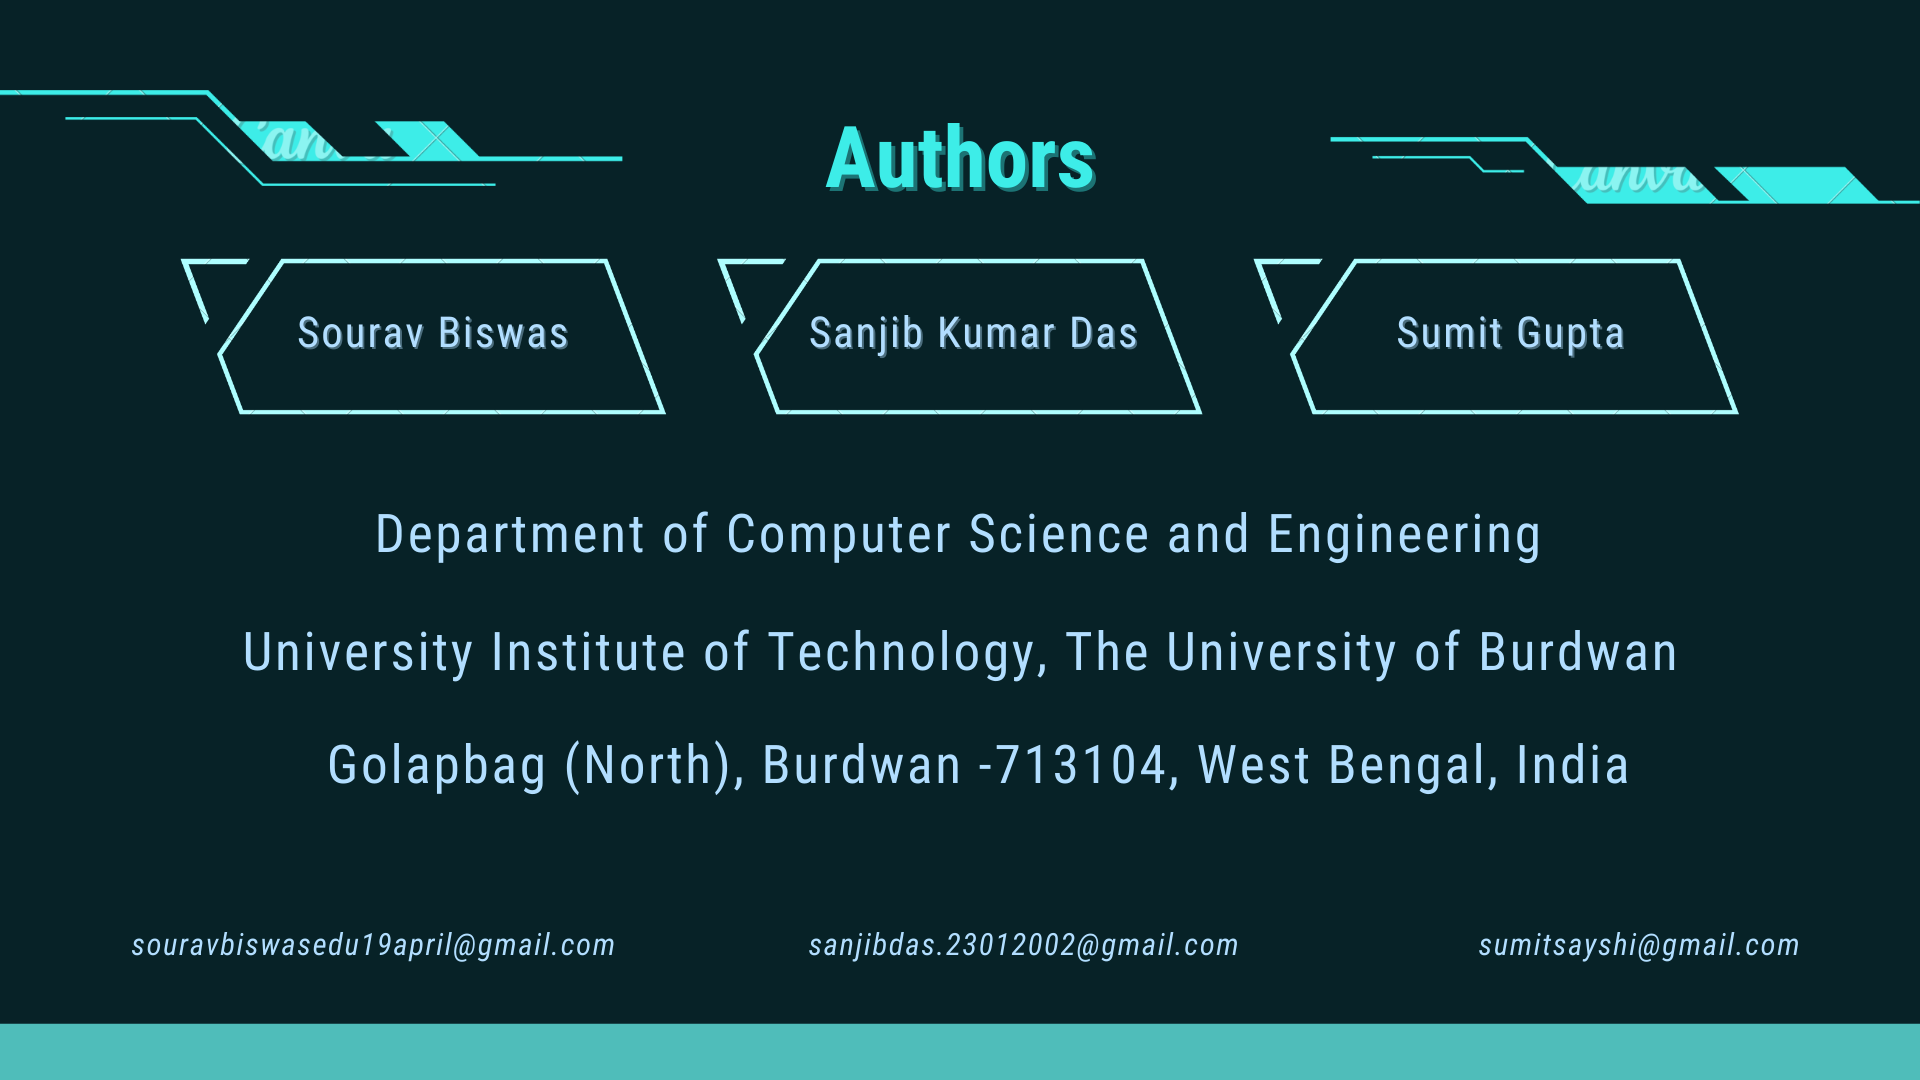 Authors
Sourav Biswas
Sanjib Kumar Das
Sumit Gupta
Department of Computer Science and Engineering
University Institute of Technology, The University of Burdwan
Golapbag (North), Burdwan -713104, West Bengal, India
souravbiswasedu19april@gmail.com
sanjibdas.23012002@gmail.com
sumitsayshi@gmail.com